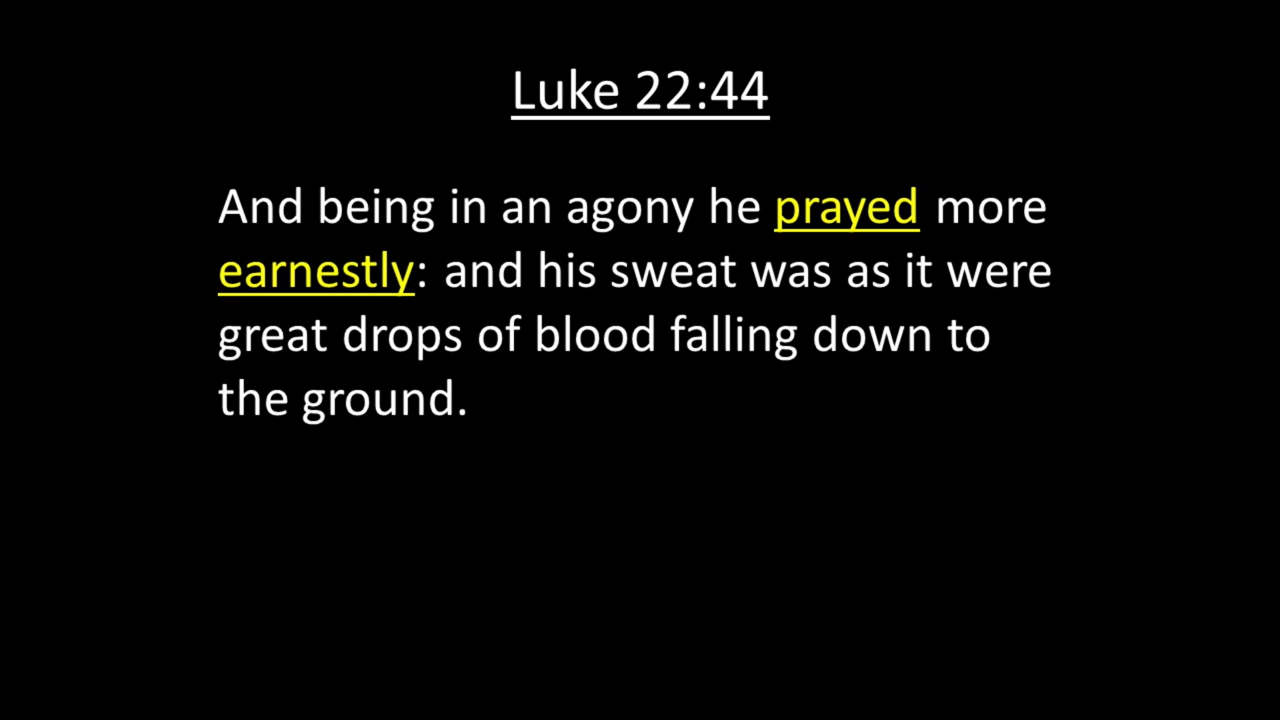 Luke 22:44
And being in an agony he prayed more
earnestly: and his sweat was as it were
great drops of blood falling down to
the ground.